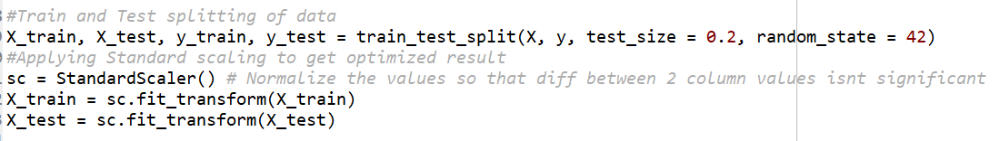 #Train and Test splitting of data
X_train, X_test, y_train, y_test = train_test_split(X, y, test_size = 0.2, random_state = 42)
#Applying Standard scaling to get optimized result
sc = StandardScaler() # Normalize the values so that diff between 2 column values isnt significant
X_train = sc.fit_transform(X_train)
X_test = sc.fit_transform(X_test)